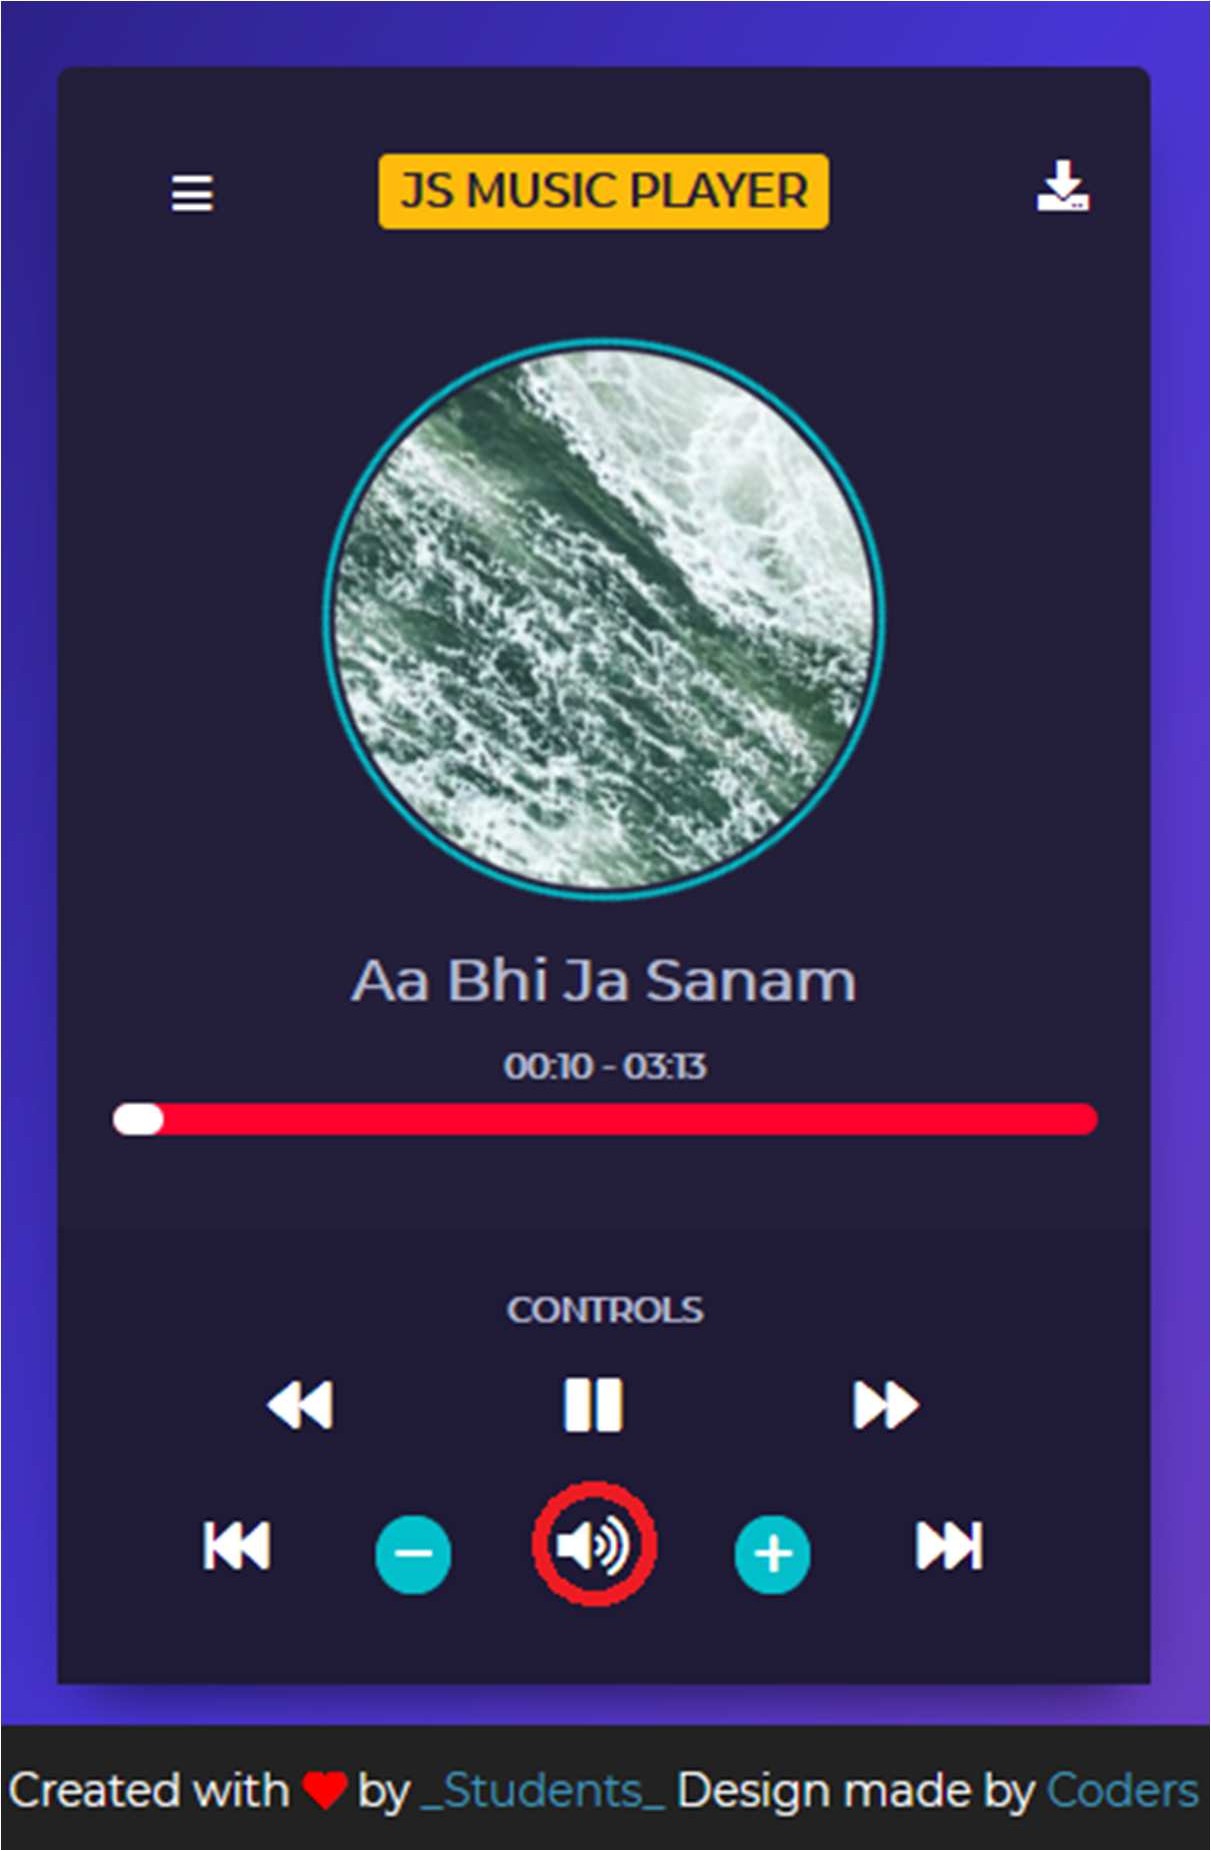 JS MUSIC PLAYER
Aa Bhi Ja Sanam
00:10 - 03:13
CONTROLS
Created with ❤ by _Students_ Design made by Coders